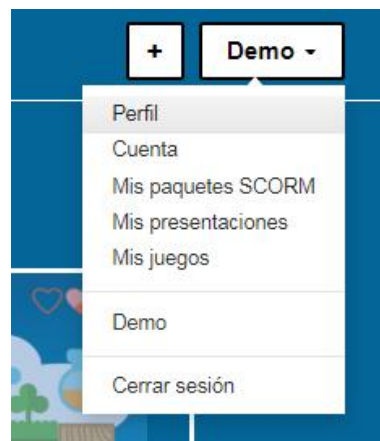 +
Demo
Perfil
Cuenta
Mis paquetes SCORM
Mis presentaciones
Mis juegos
Demo
Cerrar sesión